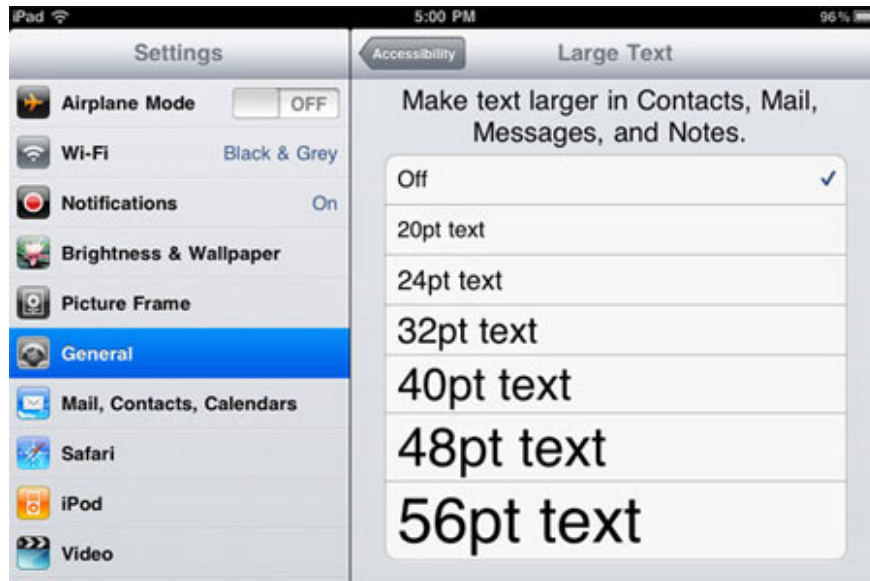 iPad 5:00 PM 96%
Settings
Accessibility Large Text
Airplane Mode OFF
Wi-Fi Black & Grey
Notifications On
Brightness & Wallpaper
Picture Frame
General
Mail, Contacts, Calendars
Safari
iPod
Video
Make text larger in Contacts, Mail,
Messages, and Notes.
Off
20pt text
24pt text
32pt text
40pt text
48pt text
56pt text